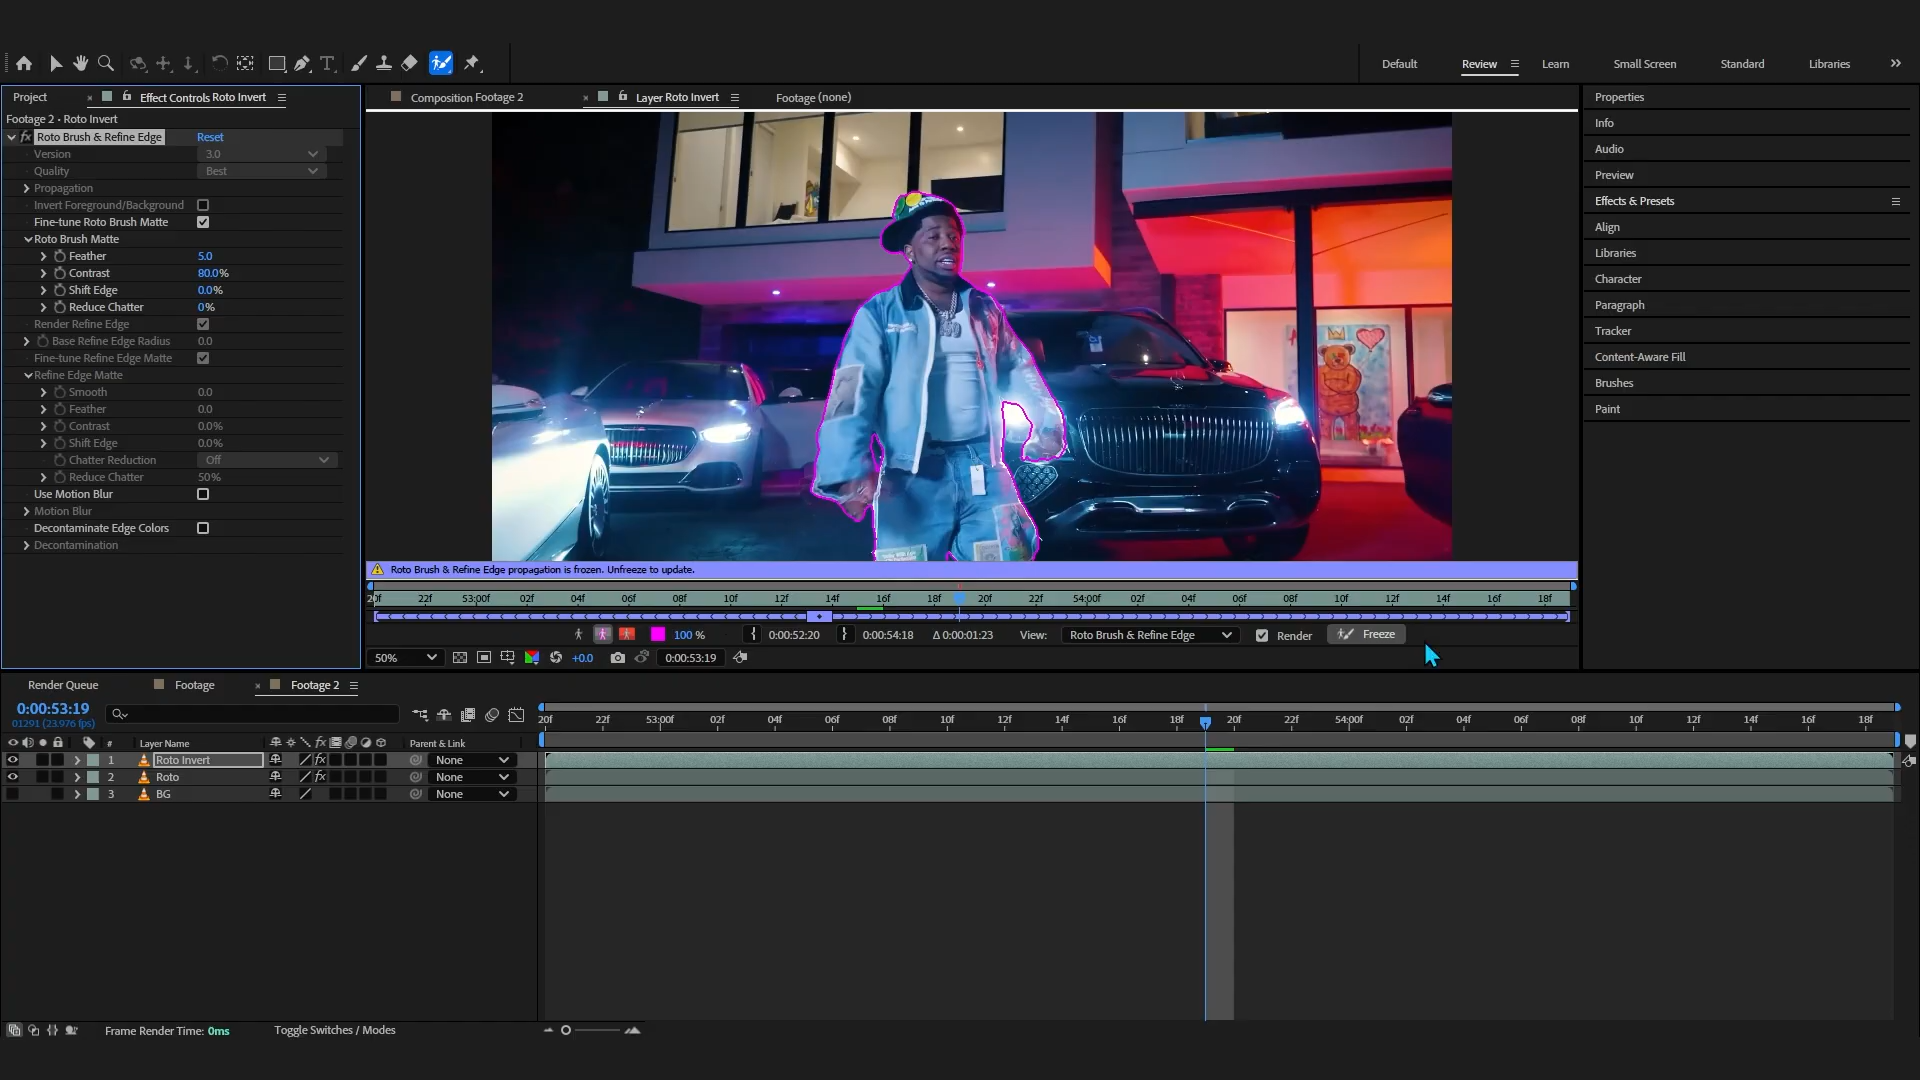 Default
Review
Learn
Small Screen
Standard
Libraries
Project
Effect Controls Roto Invert
Composition Footage 2
Layer Roto Invert
Footage (none)
Properties
Footage 2 • Roto Invert
fx Roto Brush & Refine Edge
Reset
Version
3.0
Quality
Best
Propagation
Invert Foreground/Background
Fine-tune Roto Brush Matte
Roto Brush Matte
Feather
5.0
Contrast
80.0%
Shift Edge
0.0%
Reduce Chatter
0%
Render Refine Edge
Base Refine Edge Radius
0.0
Fine-tune Refine Edge Matte
Refine Edge Matte
Smooth
0.0
Feather
0.0
Contrast
0.0%
Shift Edge
0.0%
Chatter Reduction
Off
Reduce Chatter
50%
Use Motion Blur
Motion Blur
Decontaminate Edge Colors
Decontamination
Info
Audio
Preview
Effects & Presets
Align
Libraries
Character
Paragraph
Tracker
Content-Aware Fill
Brushes
Paint
Roto Brush & Refine Edge propagation is frozen. Unfreeze to update.
20f 22f 53:00f 02f 04f 06f 08f 10f 12f 14f 16f 18f 20f 22f 54:00f 02f 04f 06f 08f 10f 12f 14f 16f 18f
100 %
0:00:52:20
0:00:54:18
Δ 0:00:01:23
View:
Roto Brush & Refine Edge
Render
Freeze
50%
+0.0
0:00:53:19
Render Queue
Footage
Footage 2
0:00:53:19
01291 (23.976 fps)
20f 22f 53:00f 02f 04f 06f 08f 10f 12f 14f 16f 18f 20f 22f 54:00f 02f 04f 06f 08f 10f 12f 14f 16f 18f
# Layer Name
fx
Parent & Link
1 Roto Invert
fx
None
2 Roto
fx
None
3 BG
None
Frame Render Time: 0ms
Toggle Switches / Modes